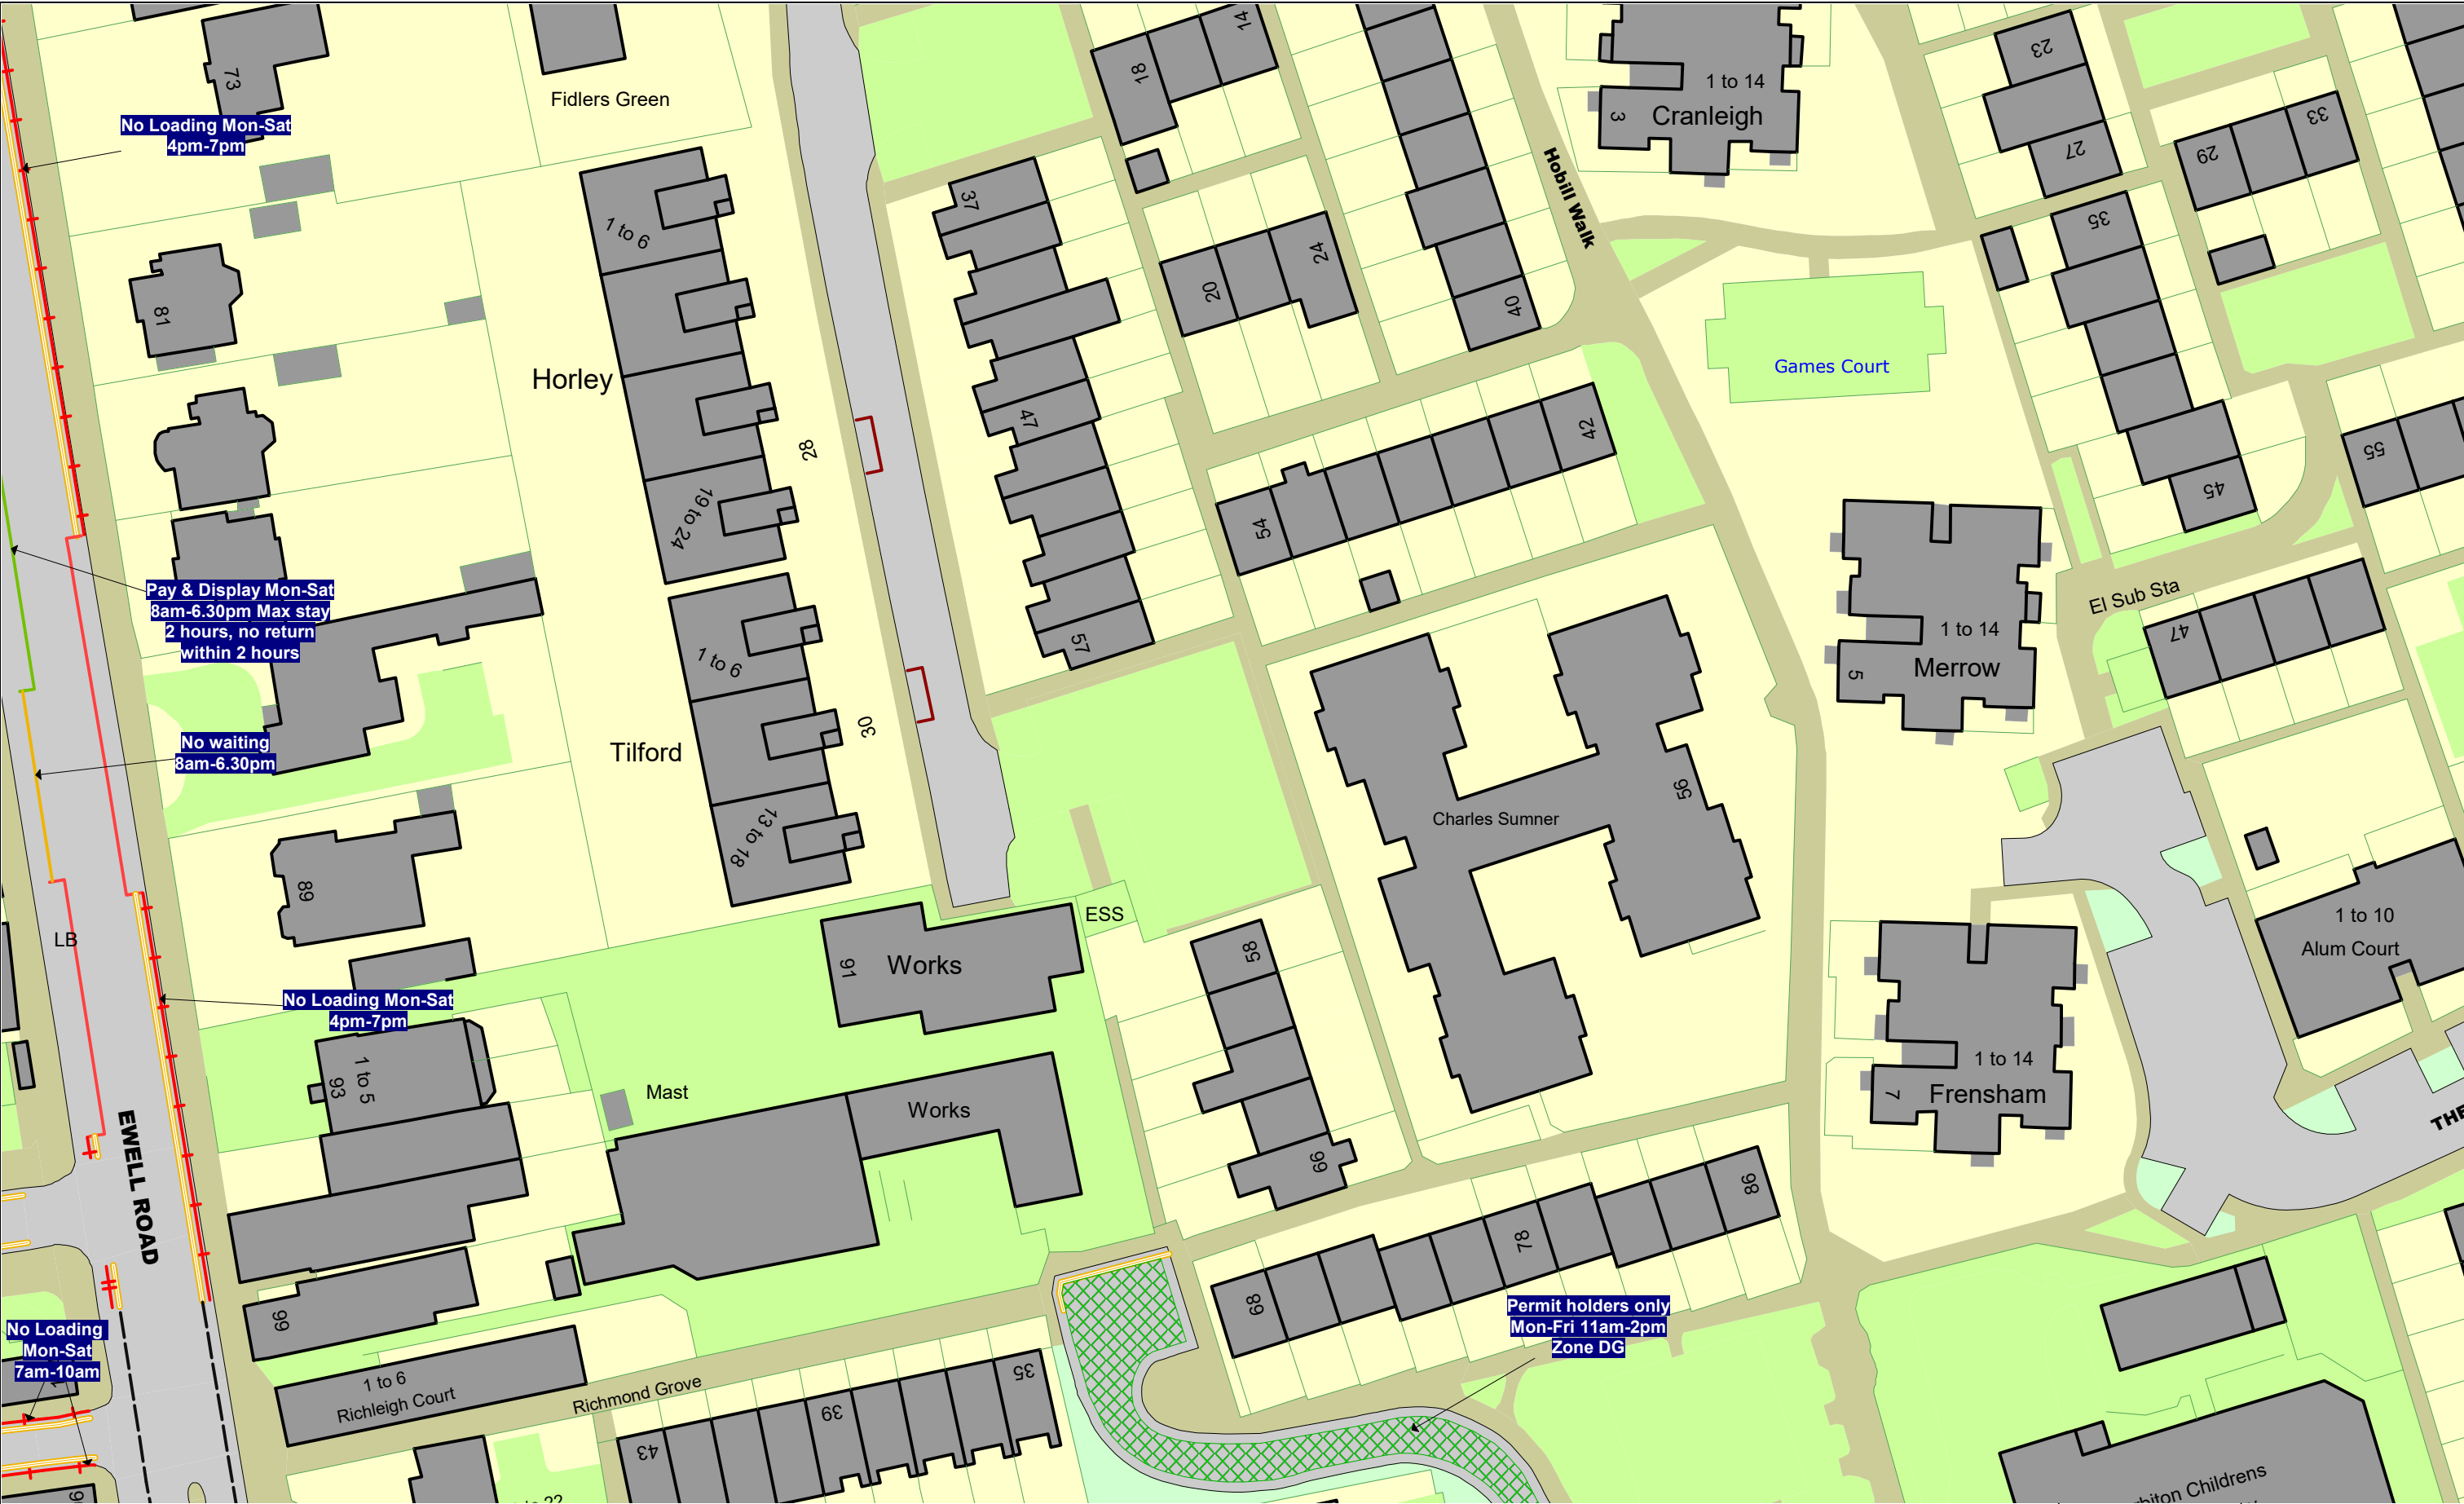 73
Fidlers Green
No Loading Mon-Sat
4pm-7pm
18
14
Hobill Walk
1 to 14
Cranleigh
3
23
27
29
33
35
37
1 to 6
81
20
24
40
Games Court
Horley
47
42
28
19 to 24
54
45
55
Pay & Display Mon-Sat
8am-6.30pm Max stay
2 hours, no return
within 2 hours
El Sub Sta
47
57
1 to 6
1 to 14
Merrow
5
No waiting
8am-6.30pm
Tilford
30
56
Charles Sumner
13 to 18
89
LB
ESS
1 to 10
Alum Court
91
Works
58
No Loading Mon-Sat
4pm-7pm
1 to 5
93
Mast
Works
1 to 14
Frensham
7
THE
EWELL ROAD
66
98
78
68
99
No Loading
Mon-Sat
7am-10am
Permit holders only
Mon-Fri 11am-2pm
Zone DG
1 to 6
Richleigh Court
Richmond Grove
35
39
43
Childrens